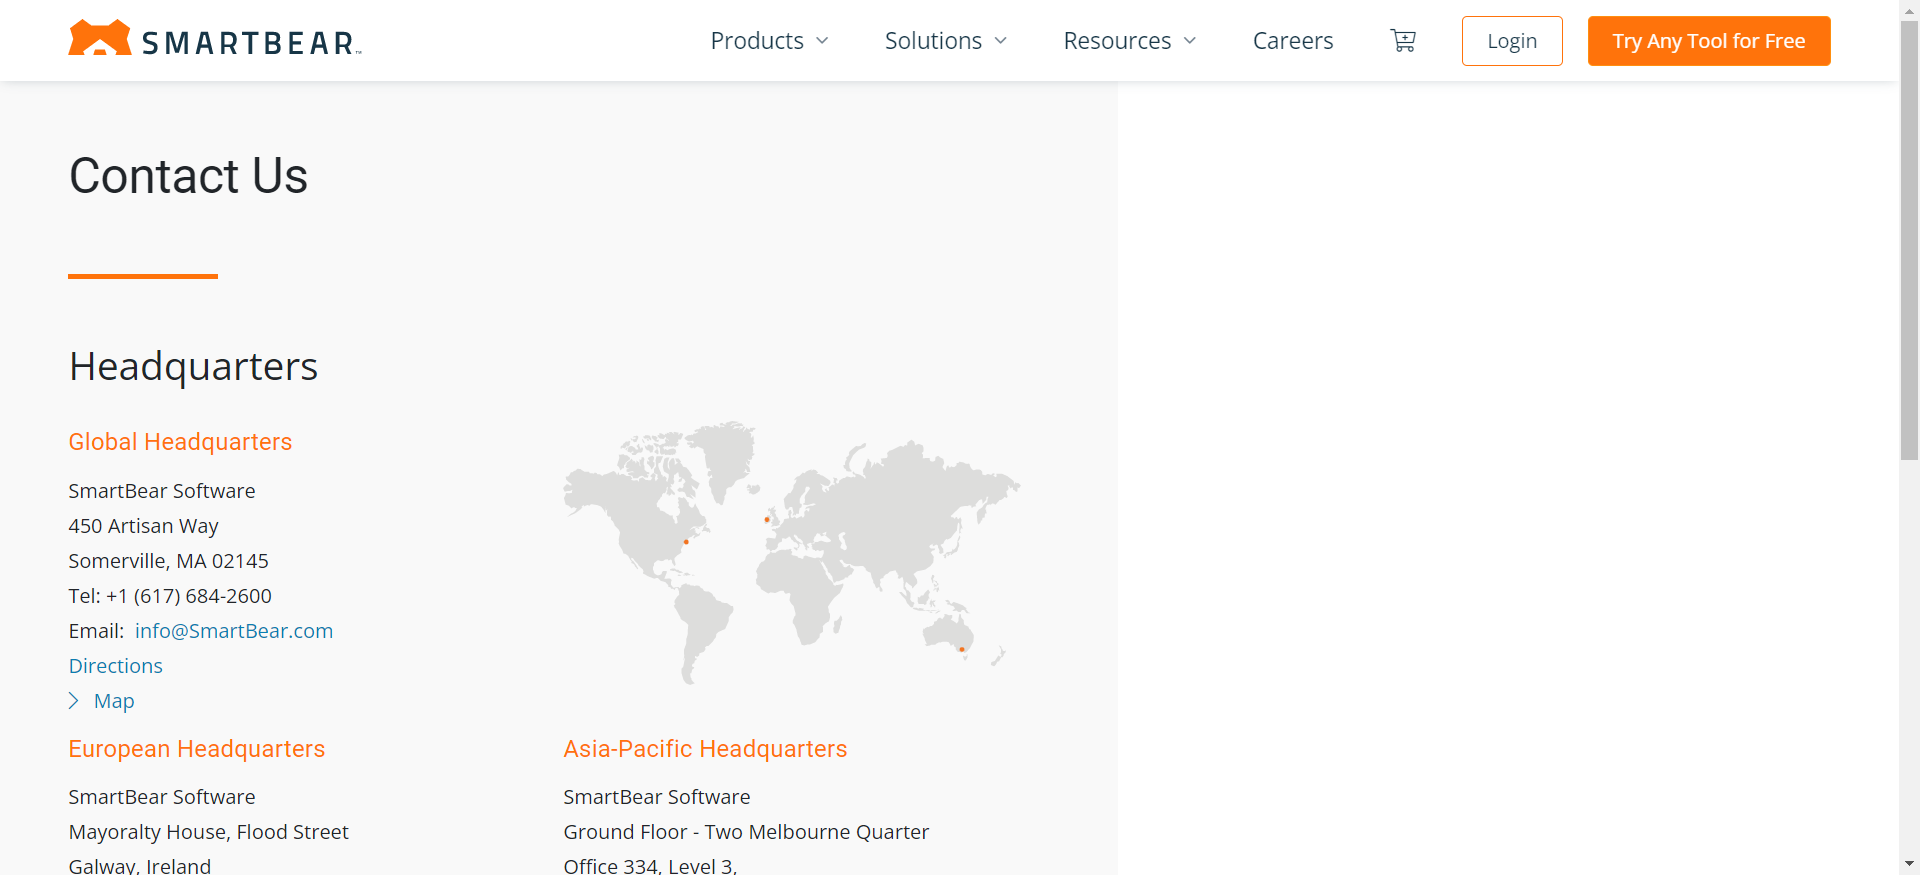 SMARTBEAR™
Products
Solutions
Resources
Careers
Login
Try Any Tool for Free
Contact Us
Headquarters
Global Headquarters
SmartBear Software
450 Artisan Way
Somerville, MA 02145
Tel: +1 (617) 684-2600
Email: info@SmartBear.com
Directions
Map
European Headquarters
SmartBear Software
Mayoralty House, Flood Street
Galway, Ireland
Asia-Pacific Headquarters
SmartBear Software
Ground Floor - Two Melbourne Quarter
Office 334, Level 3,